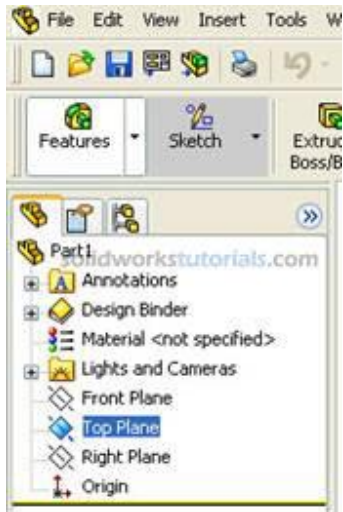 File Edit View Insert Tools W
Features Sketch Extruc
Boss/B
Part1
solidworkstutorials.com
Annotations
Design Binder
Material <not specified>
Lights and Cameras
Front Plane
Top Plane
Right Plane
Origin